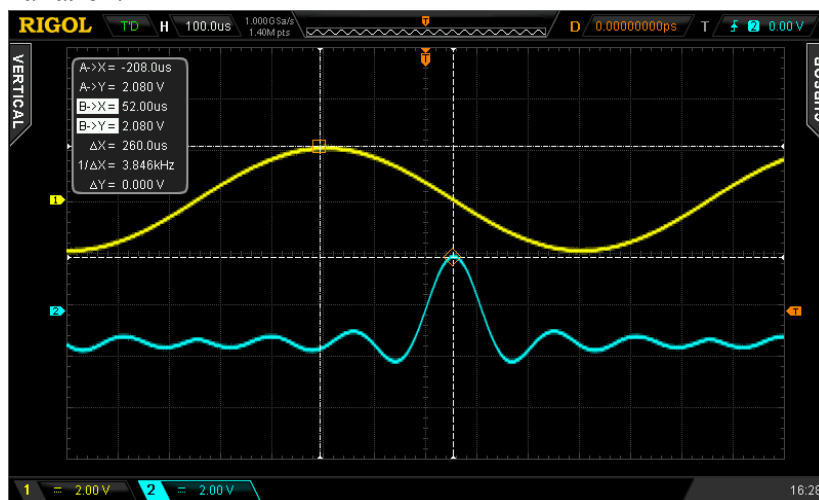 RIGOL T'D H 100.0us 1.000GSa/s 1.40M pts T D 0.00000000ps T 2 0.00V
VERTICAL
CURSOR
T
A->X = -208.0us
A->Y = 2.080 V
B->X = 52.00us
B->Y = 2.080 V
ΔX = 260.0us
1/ΔX = 3.846kHz
ΔY = 0.000 V
1
2
T
1 = 2.00 V 2 = 2.00 V 16:28